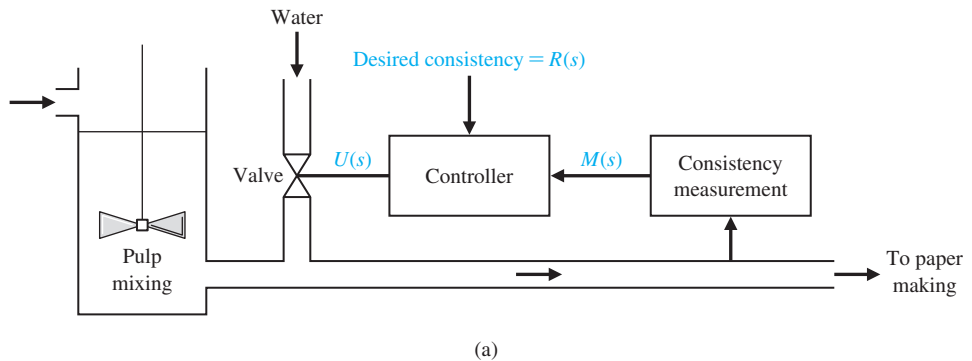 Water
Desired consistency = R(s)
Valve
U(s)
Controller
M(s)
Consistency
measurement
Pulp
mixing
To paper
making
(a)